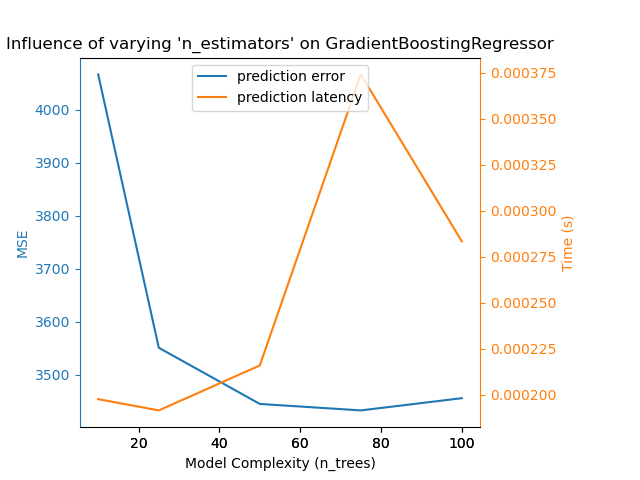 Influence of varying 'n_estimators' on GradientBoostingRegressor
prediction error
prediction latency
4000
3900
3800
3700
3600
3500
MSE
0.000375
0.000350
0.000325
0.000300
0.000275
0.000250
0.000225
0.000200
Time (s)
20 40 60 80 100
Model Complexity (n_trees)